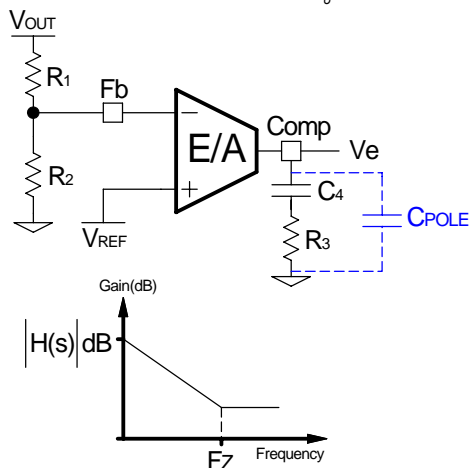 VOUT
R1
Fb
Comp
E/A
Ve
R2
C4
CPOLE
R3
VREF
Gain(dB)
|H(s)|dB
FZ
Frequency